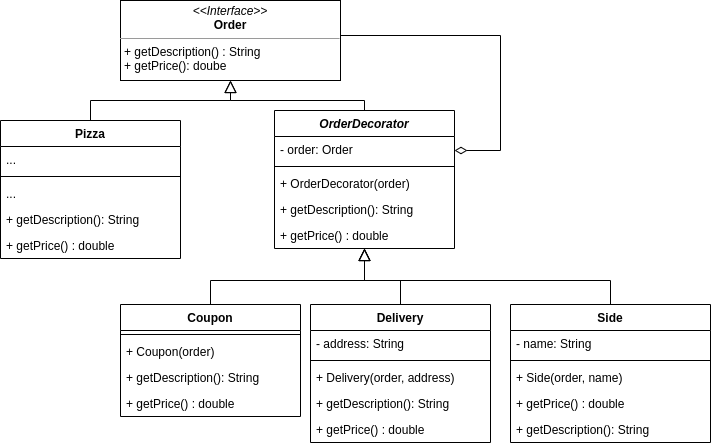 <<Interface>>
Order
+ getDescription() : String
+ getPrice(): doube
Pizza
...
...
+ getDescription(): String
+ getPrice() : double
OrderDecorator
- order: Order
+ OrderDecorator(order)
+ getDescription(): String
+ getPrice() : double
Coupon
+ Coupon(order)
+ getDescription(): String
+ getPrice() : double
Delivery
- address: String
+ Delivery(order, address)
+ getDescription(): String
+ getPrice() : double
Side
- name: String
+ Side(order, name)
+ getPrice() : double
+ getDescription(): String